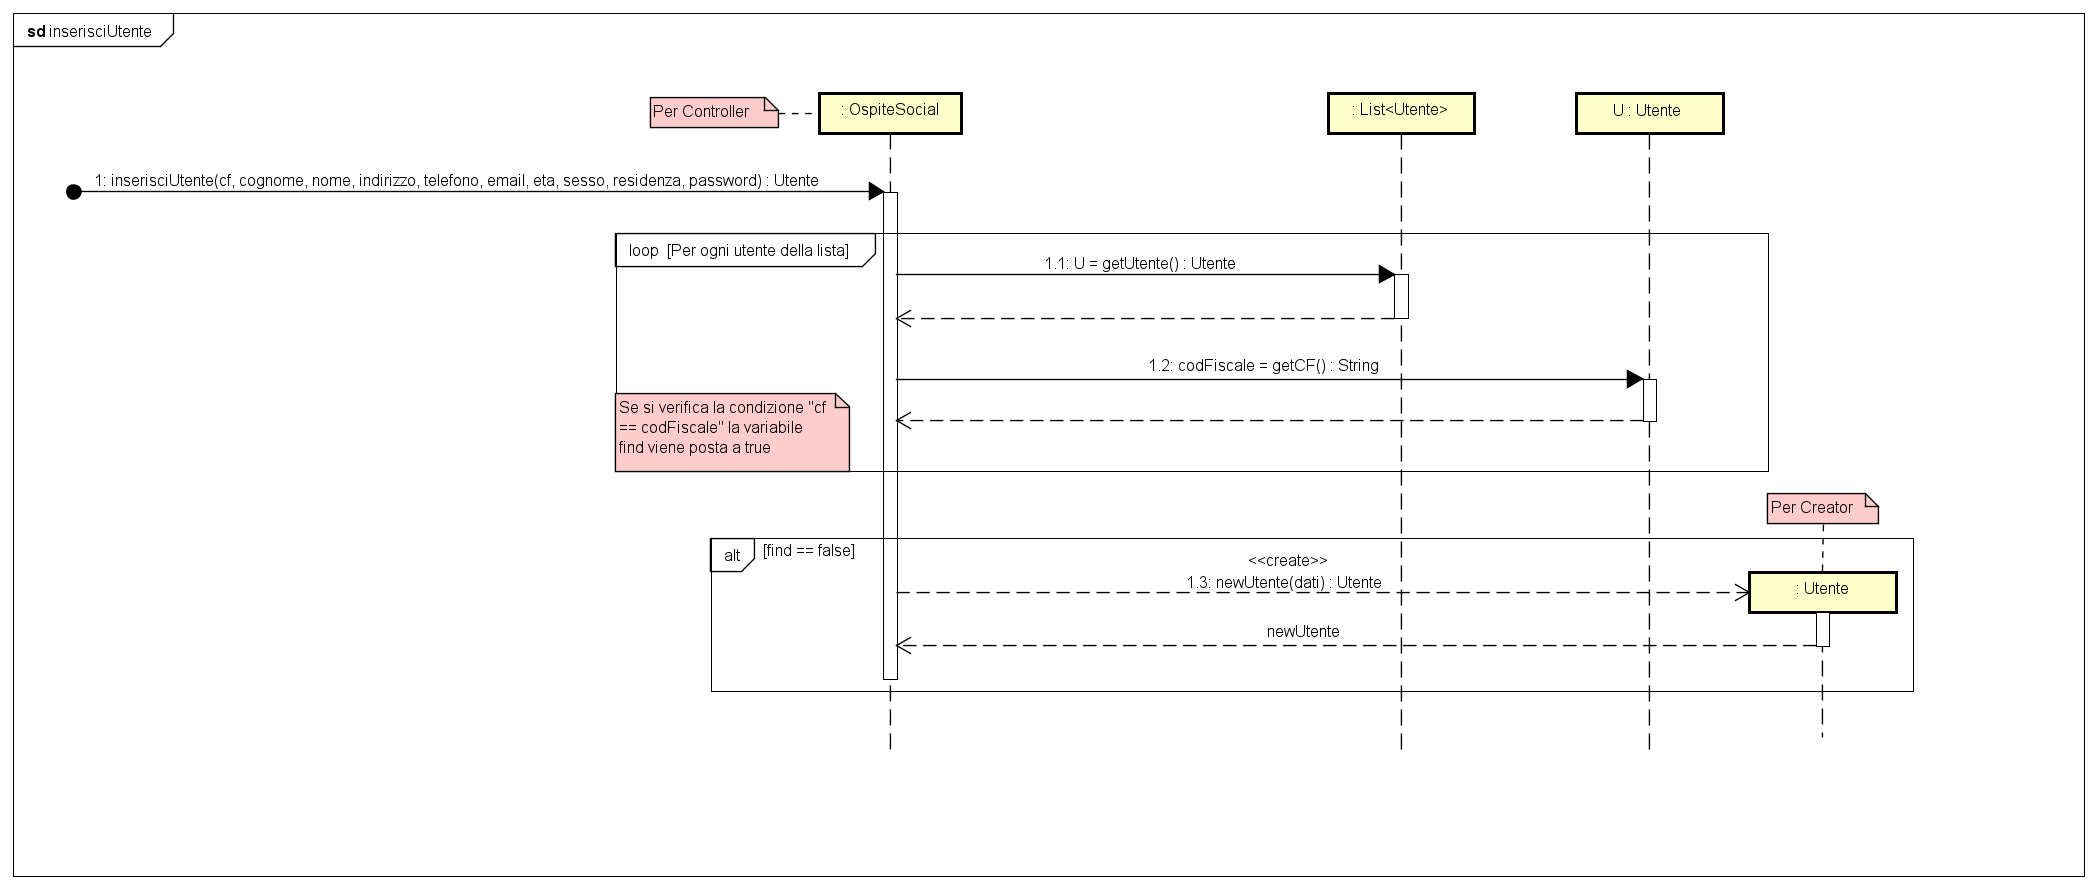 sd inserisciUtente
Per Controller
: OspiteSocial
: List<Utente>
U : Utente
1: inserisciUtente(cf, cognome, nome, indirizzo, telefono, email, eta, sesso, residenza, password) : Utente
loop [Per ogni utente della lista]
1.1: U = getUtente() : Utente
1.2: codFiscale = getCF() : String
Se si verifica la condizione "cf
== codFiscale" la variabile
find viene posta a true
Per Creator
alt [find == false]
<<create>>
1.3: newUtente(dati) : Utente
: Utente
newUtente